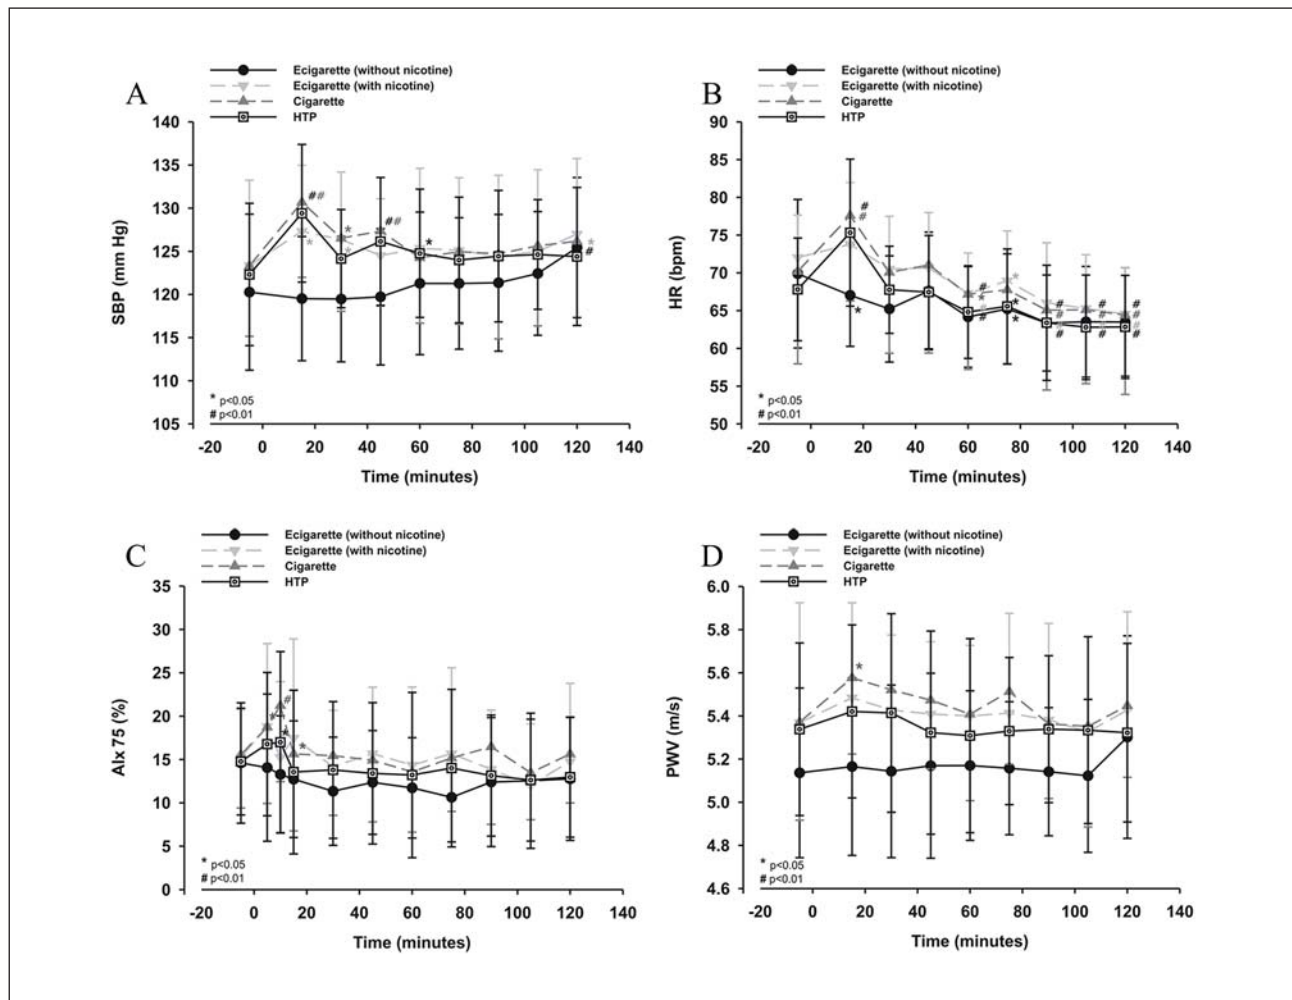 Ecigarette (without nicotine)
Ecigarette (with nicotine)
Cigarette
HTP
A
SBP (mm Hg)
140
135
130
125
120
115
110
105
## 
*
*
*
##
*
*
#
* p<0.05
# p<0.01
-20 0 20 40 60 80 100 120 140
Time (minutes)
Ecigarette (without nicotine)
Ecigarette (with nicotine)
Cigarette
HTP
B
HR (bpm)
90
85
80
75
70
65
60
55
50
#
#
*
#
*
#
#
*
*
*
# # #
# # #
# # #
# # #
* p<0.05
# p<0.01
-20 0 20 40 60 80 100 120 140
Time (minutes)
Ecigarette (without nicotine)
Ecigarette (with nicotine)
Cigarette
HTP
C
AIx 75 (%)
35
30
25
20
15
10
5
0
#
*
*
*
* p<0.05
# p<0.01
-20 0 20 40 60 80 100 120 140
Time (minutes)
Ecigarette (without nicotine)
Ecigarette (with nicotine)
Cigarette
HTP
D
PWV (m/s)
6.0
5.8
5.6
5.4
5.2
5.0
4.8
4.6
*
* p<0.05
# p<0.01
-20 0 20 40 60 80 100 120 140
Time (minutes)